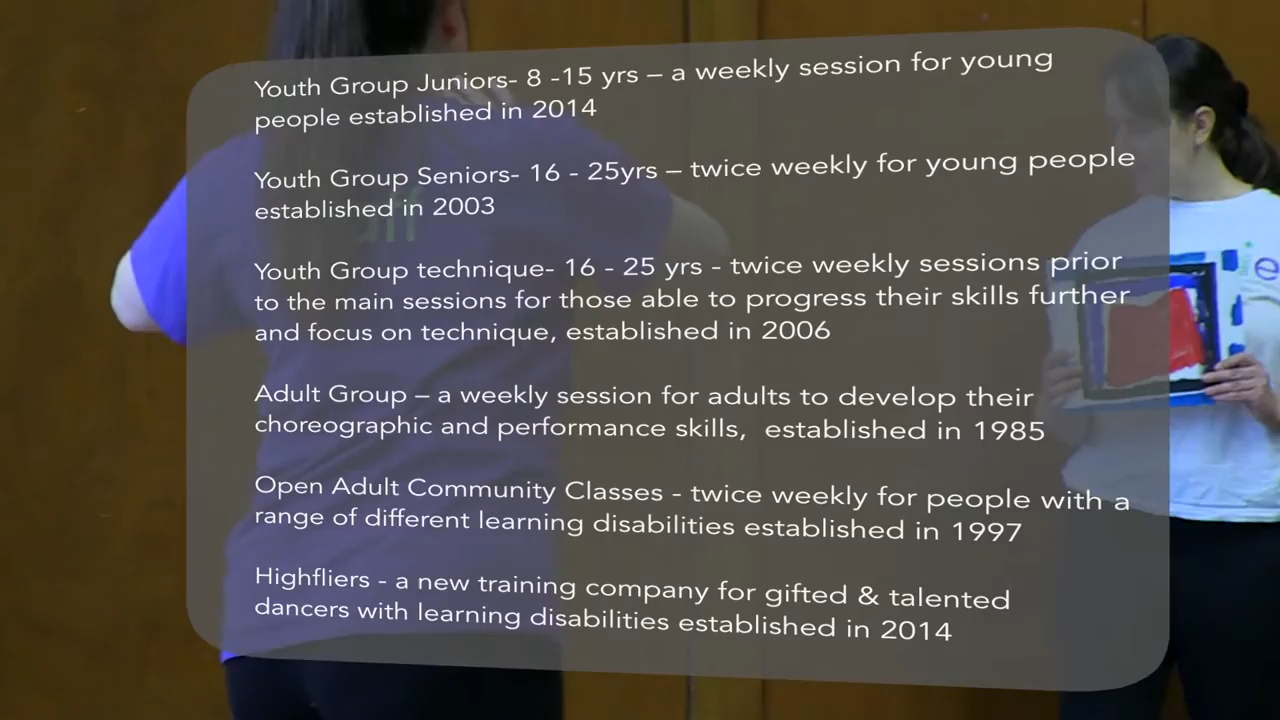 Youth Group Juniors- 8 -15 yrs – a weekly session for young
people established in 2014
Youth Group Seniors- 16 - 25yrs – twice weekly for young people
established in 2003
Youth Group technique- 16 - 25 yrs - twice weekly sessions prior
to the main sessions for those able to progress their skills further
and focus on technique, established in 2006
Adult Group – a weekly session for adults to develop their
choreographic and performance skills,  established in 1985
Open Adult Community Classes - twice weekly for people with a
range of different learning disabilities established in 1997
Highfliers - a new training company for gifted & talented
dancers with learning disabilities established in 2014